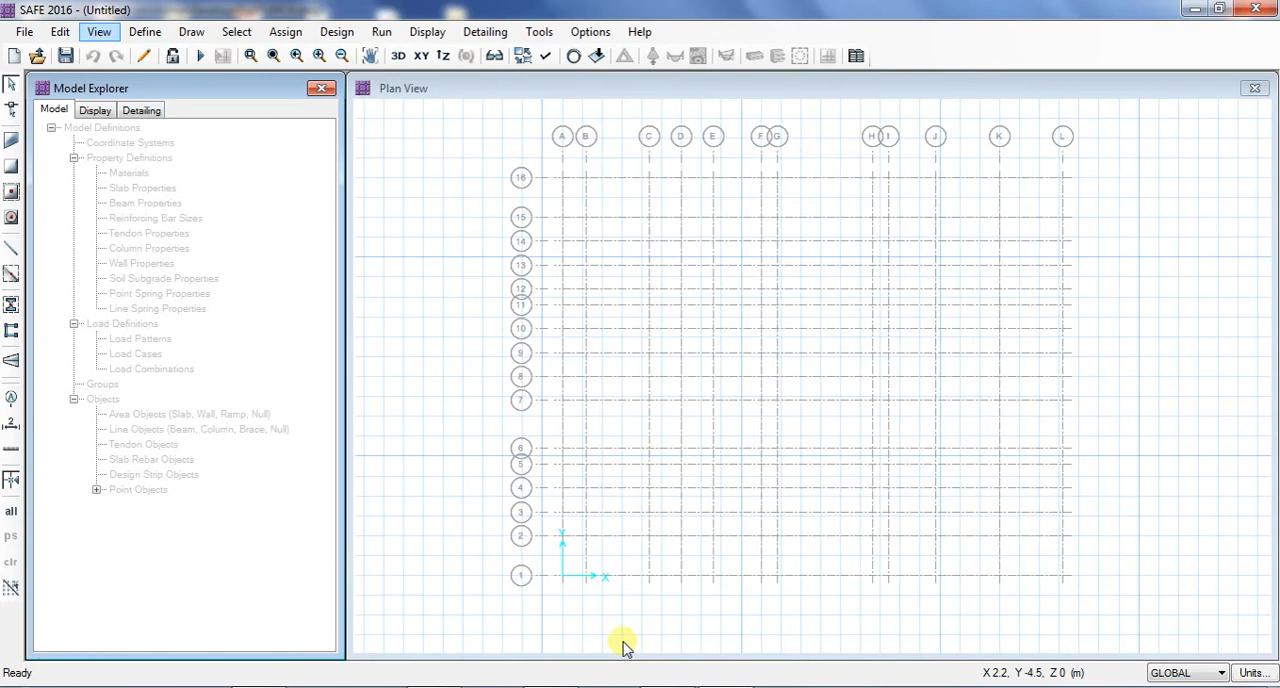 SAFE 2016 - (Untitled)
File Edit View Define Draw Select Assign Design Run Display Detailing Tools Options Help
3D XY YZ
Model Explorer
Plan View
Model Display Detailing
Model Definitions
Coordinate Systems
Property Definitions
Materials
Slab Properties
Beam Properties
Reinforcing Bar Sizes
Tendon Properties
Column Properties
Wall Properties
Soil Subgrade Properties
Point Spring Properties
Line Spring Properties
Load Definitions
Load Patterns
Load Cases
Load Combinations
Groups
Objects
Area Objects (Slab, Wall, Ramp, Null)
Line Objects (Beam, Column, Brace, Null)
Tendon Objects
Slab Rebar Objects
Design Strip Objects
Point Objects
all
ps
clr
A B C D E F G H I J K L
16
15
14
13
12
11
10
9
8
7
6
5
4
3
2
1
Y
X
Ready
X 2.2, Y -4.5, Z 0 (m)
GLOBAL
Units...